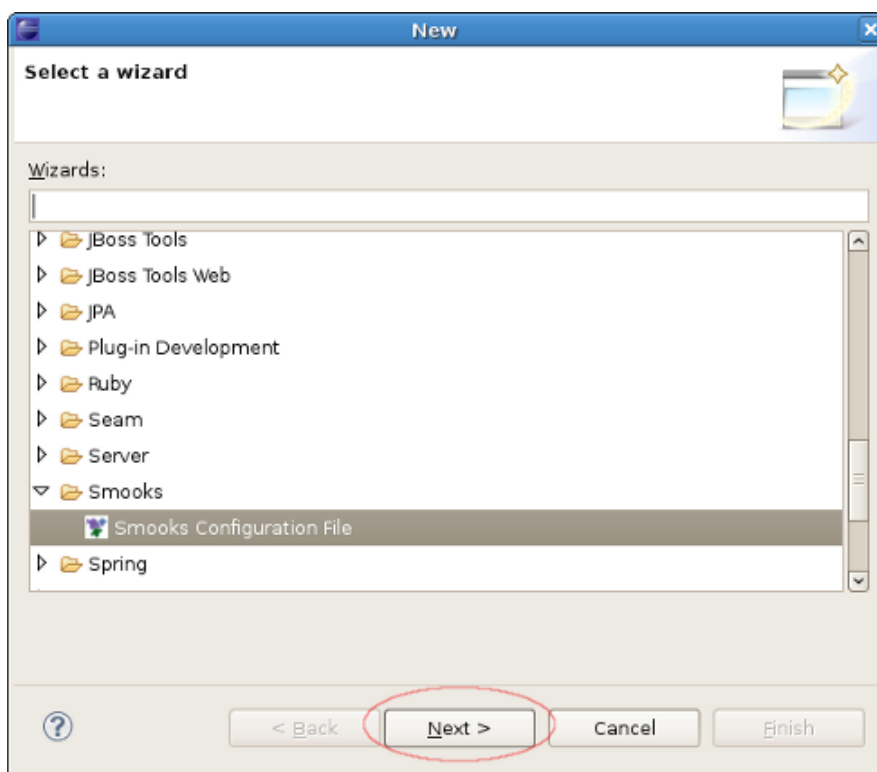 New
Select a wizard
Wizards:
JBoss Tools
JBoss Tools Web
JPA
Plug-in Development
Ruby
Seam
Server
Smooks
Smooks Configuration File
Spring
? < Back Next > Cancel Finish